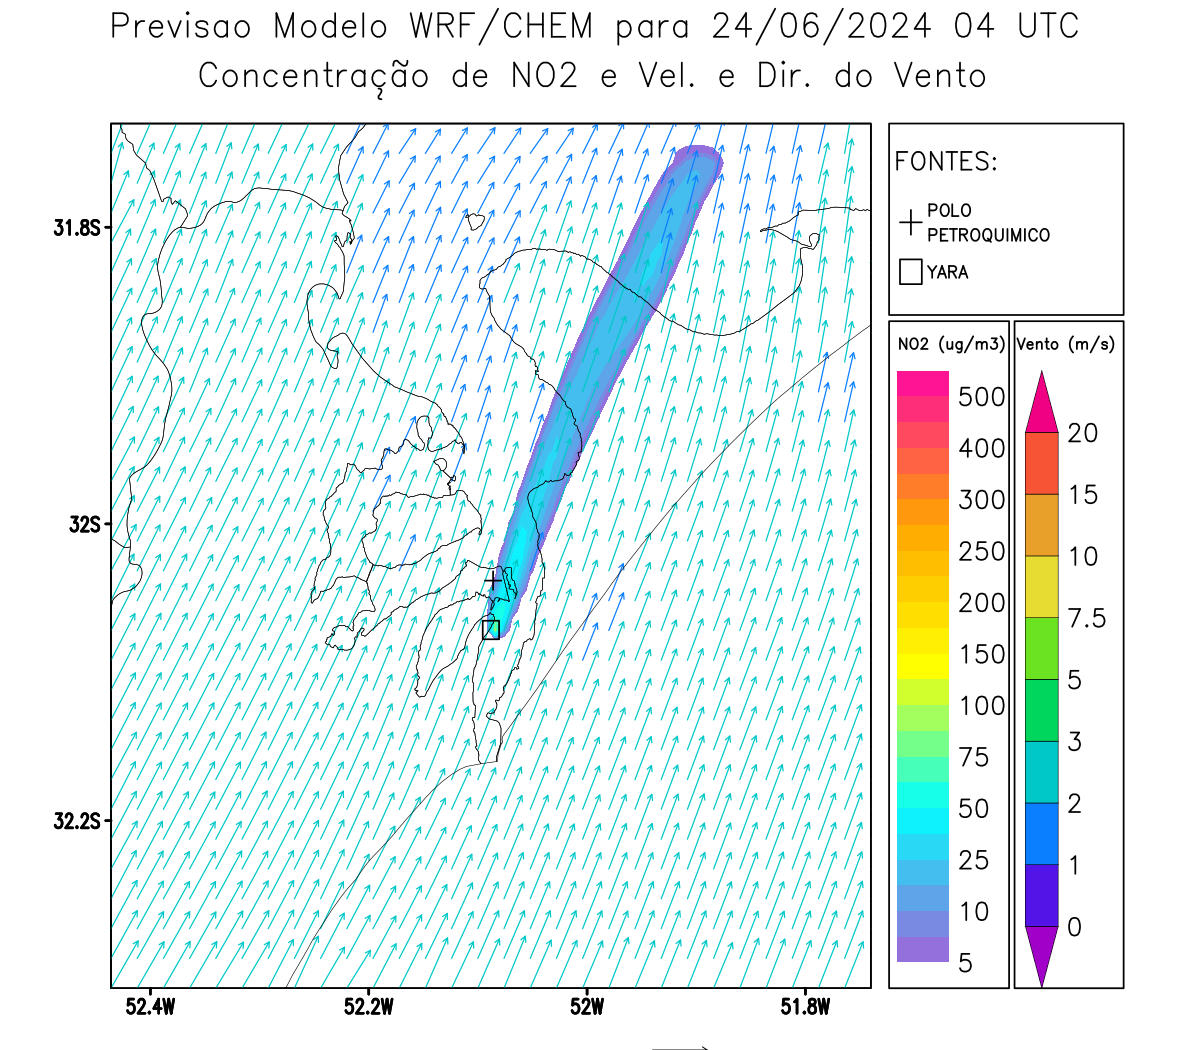 Previsao Modelo WRF/CHEM para 24/06/2024 04 UTC
Concentração de NO2 e Vel. e Dir. do Vento
FONTES:
POLO
PETROQUIMICO
YARA
NO2 (ug/m3)
500
400
300
250
200
150
100
75
50
25
10
5
Vento (m/s)
20
15
10
7.5
5
3
2
1
0
31.8S
32S
32.2S
52.4W
52.2W
52W
51.8W